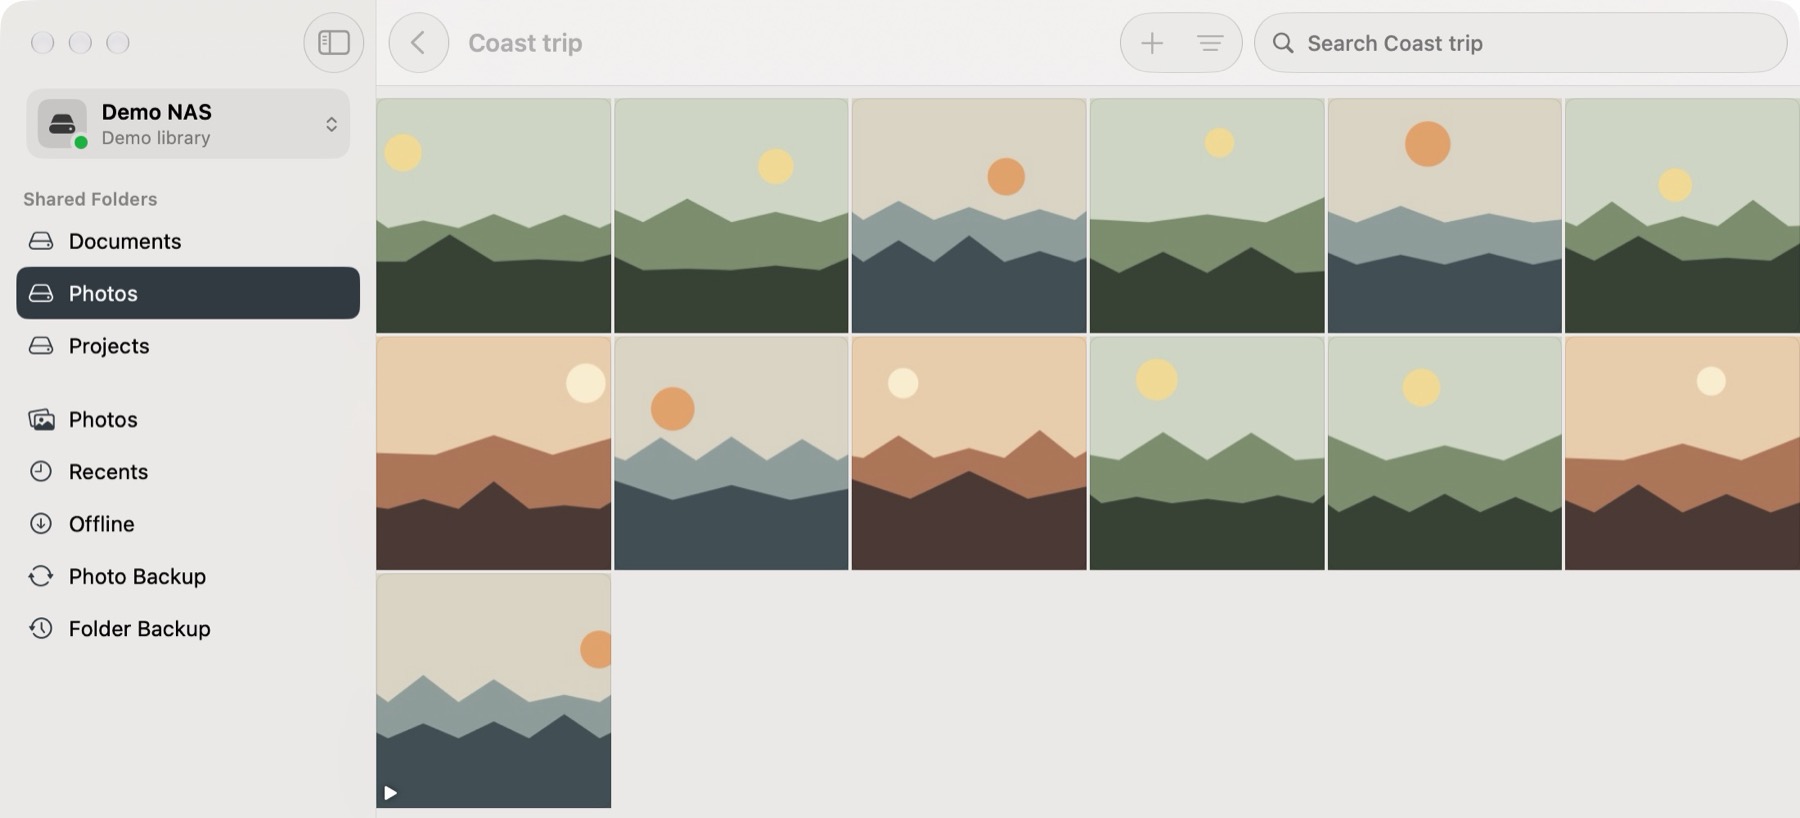 Coast trip
Search Coast trip
Demo NAS
Demo library
Shared Folders
Documents
Photos
Projects
Photos
Recents
Offline
Photo Backup
Folder Backup